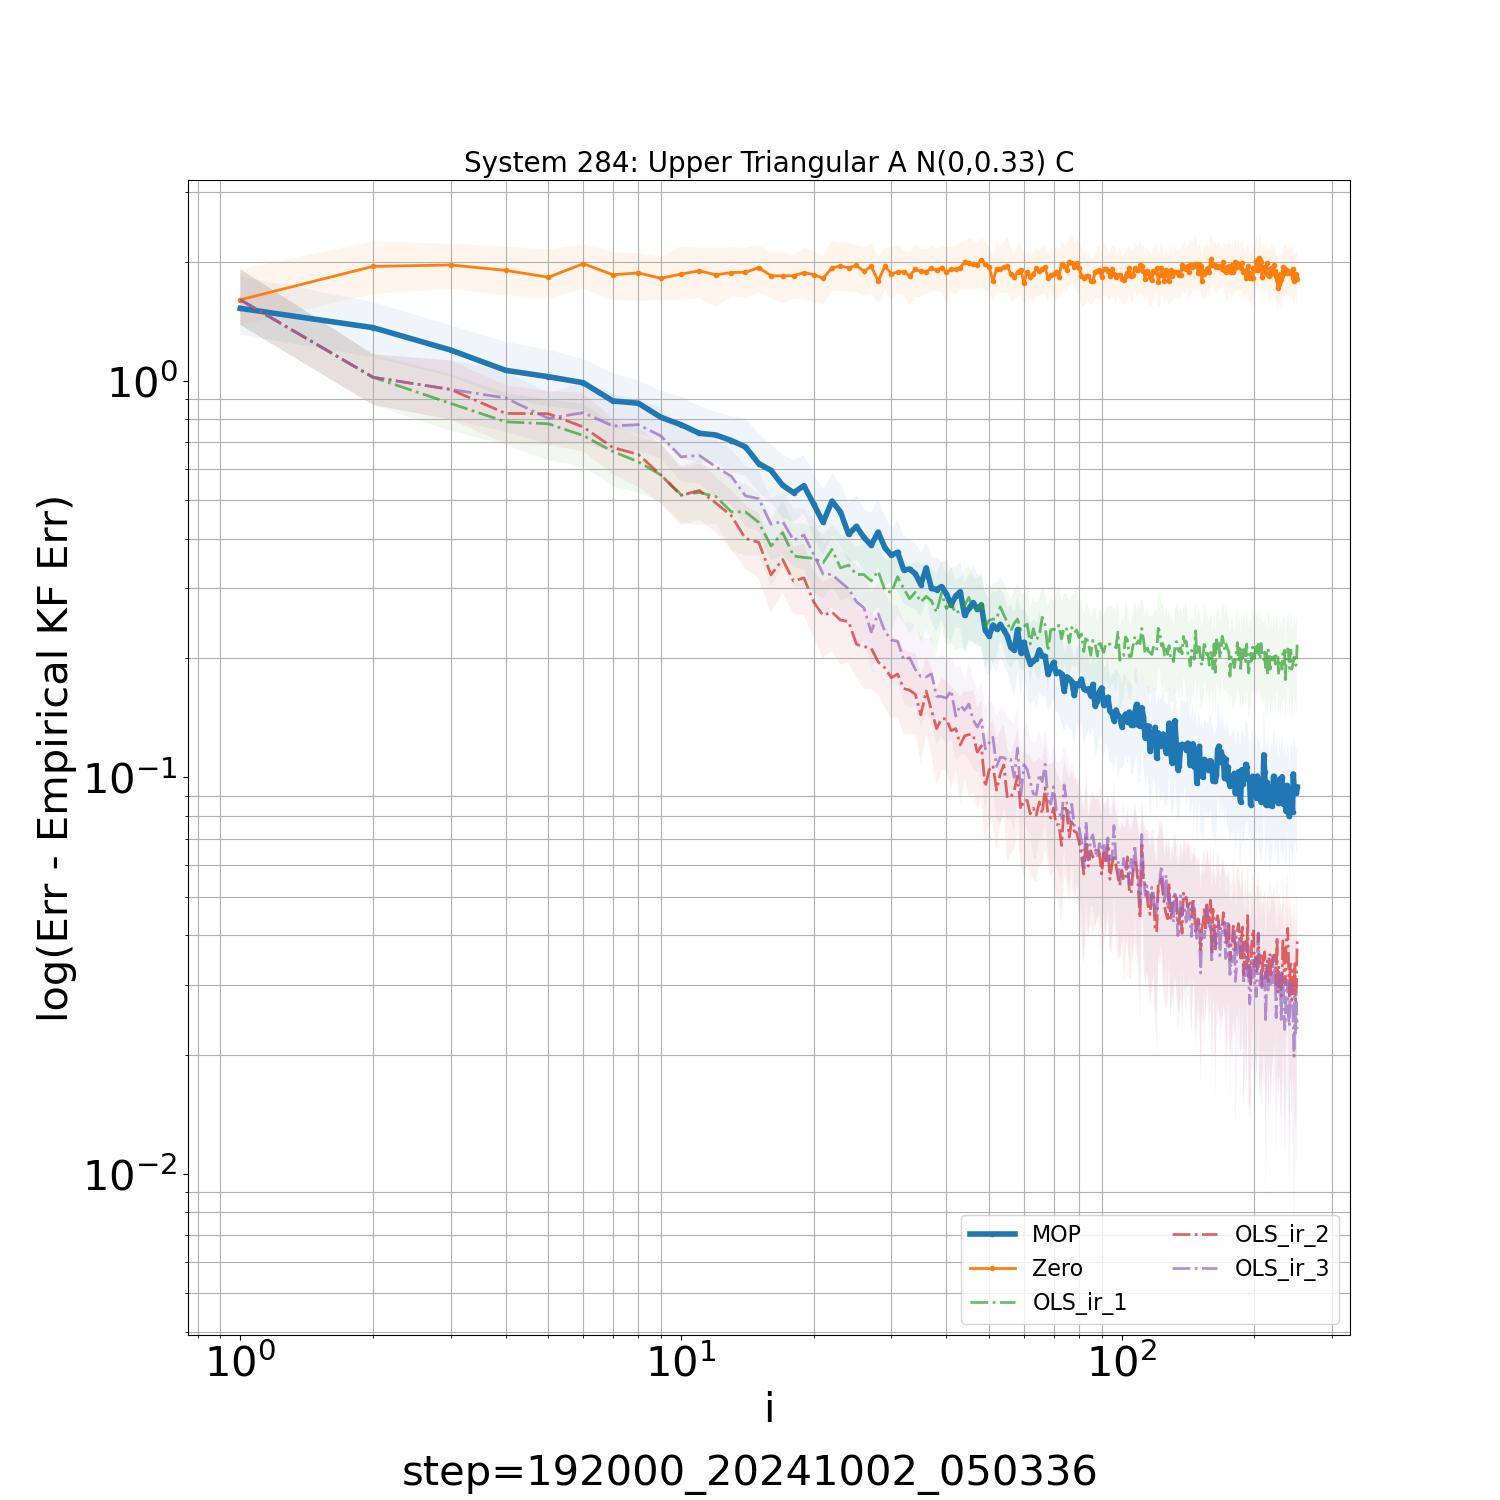 System 284: Upper Triangular A N(0,0.33) C
log(Err - Empirical KF Err)
10⁰
10⁻¹
10⁻²
MOP
Zero
OLS_ir_1
OLS_ir_2
OLS_ir_3
10⁰ 10¹ 10²
i
step=192000_20241002_050336